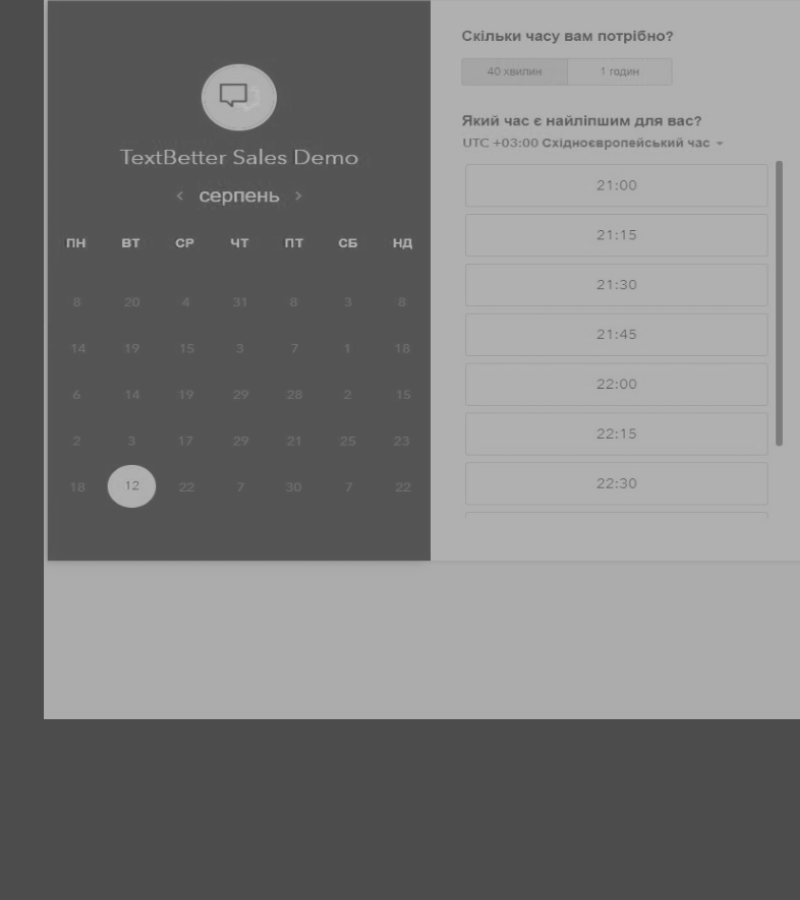 TextBetter Sales Demo
< серпень >
ПН ВТ СР ЧТ ПТ СБ НД
8 20 4 31 8 3 8
14 19 15 3 7 1 18
6 14 19 29 28 2 15
2 3 17 29 21 25 23
18 12 22 7 30 7 22
Скільки часу вам потрібно?
40 хвилин 1 годин
Який час є найліпшим для вас?
UTC +03:00 Східноєвропейський час
21:00
21:15
21:30
21:45
22:00
22:15
22:30